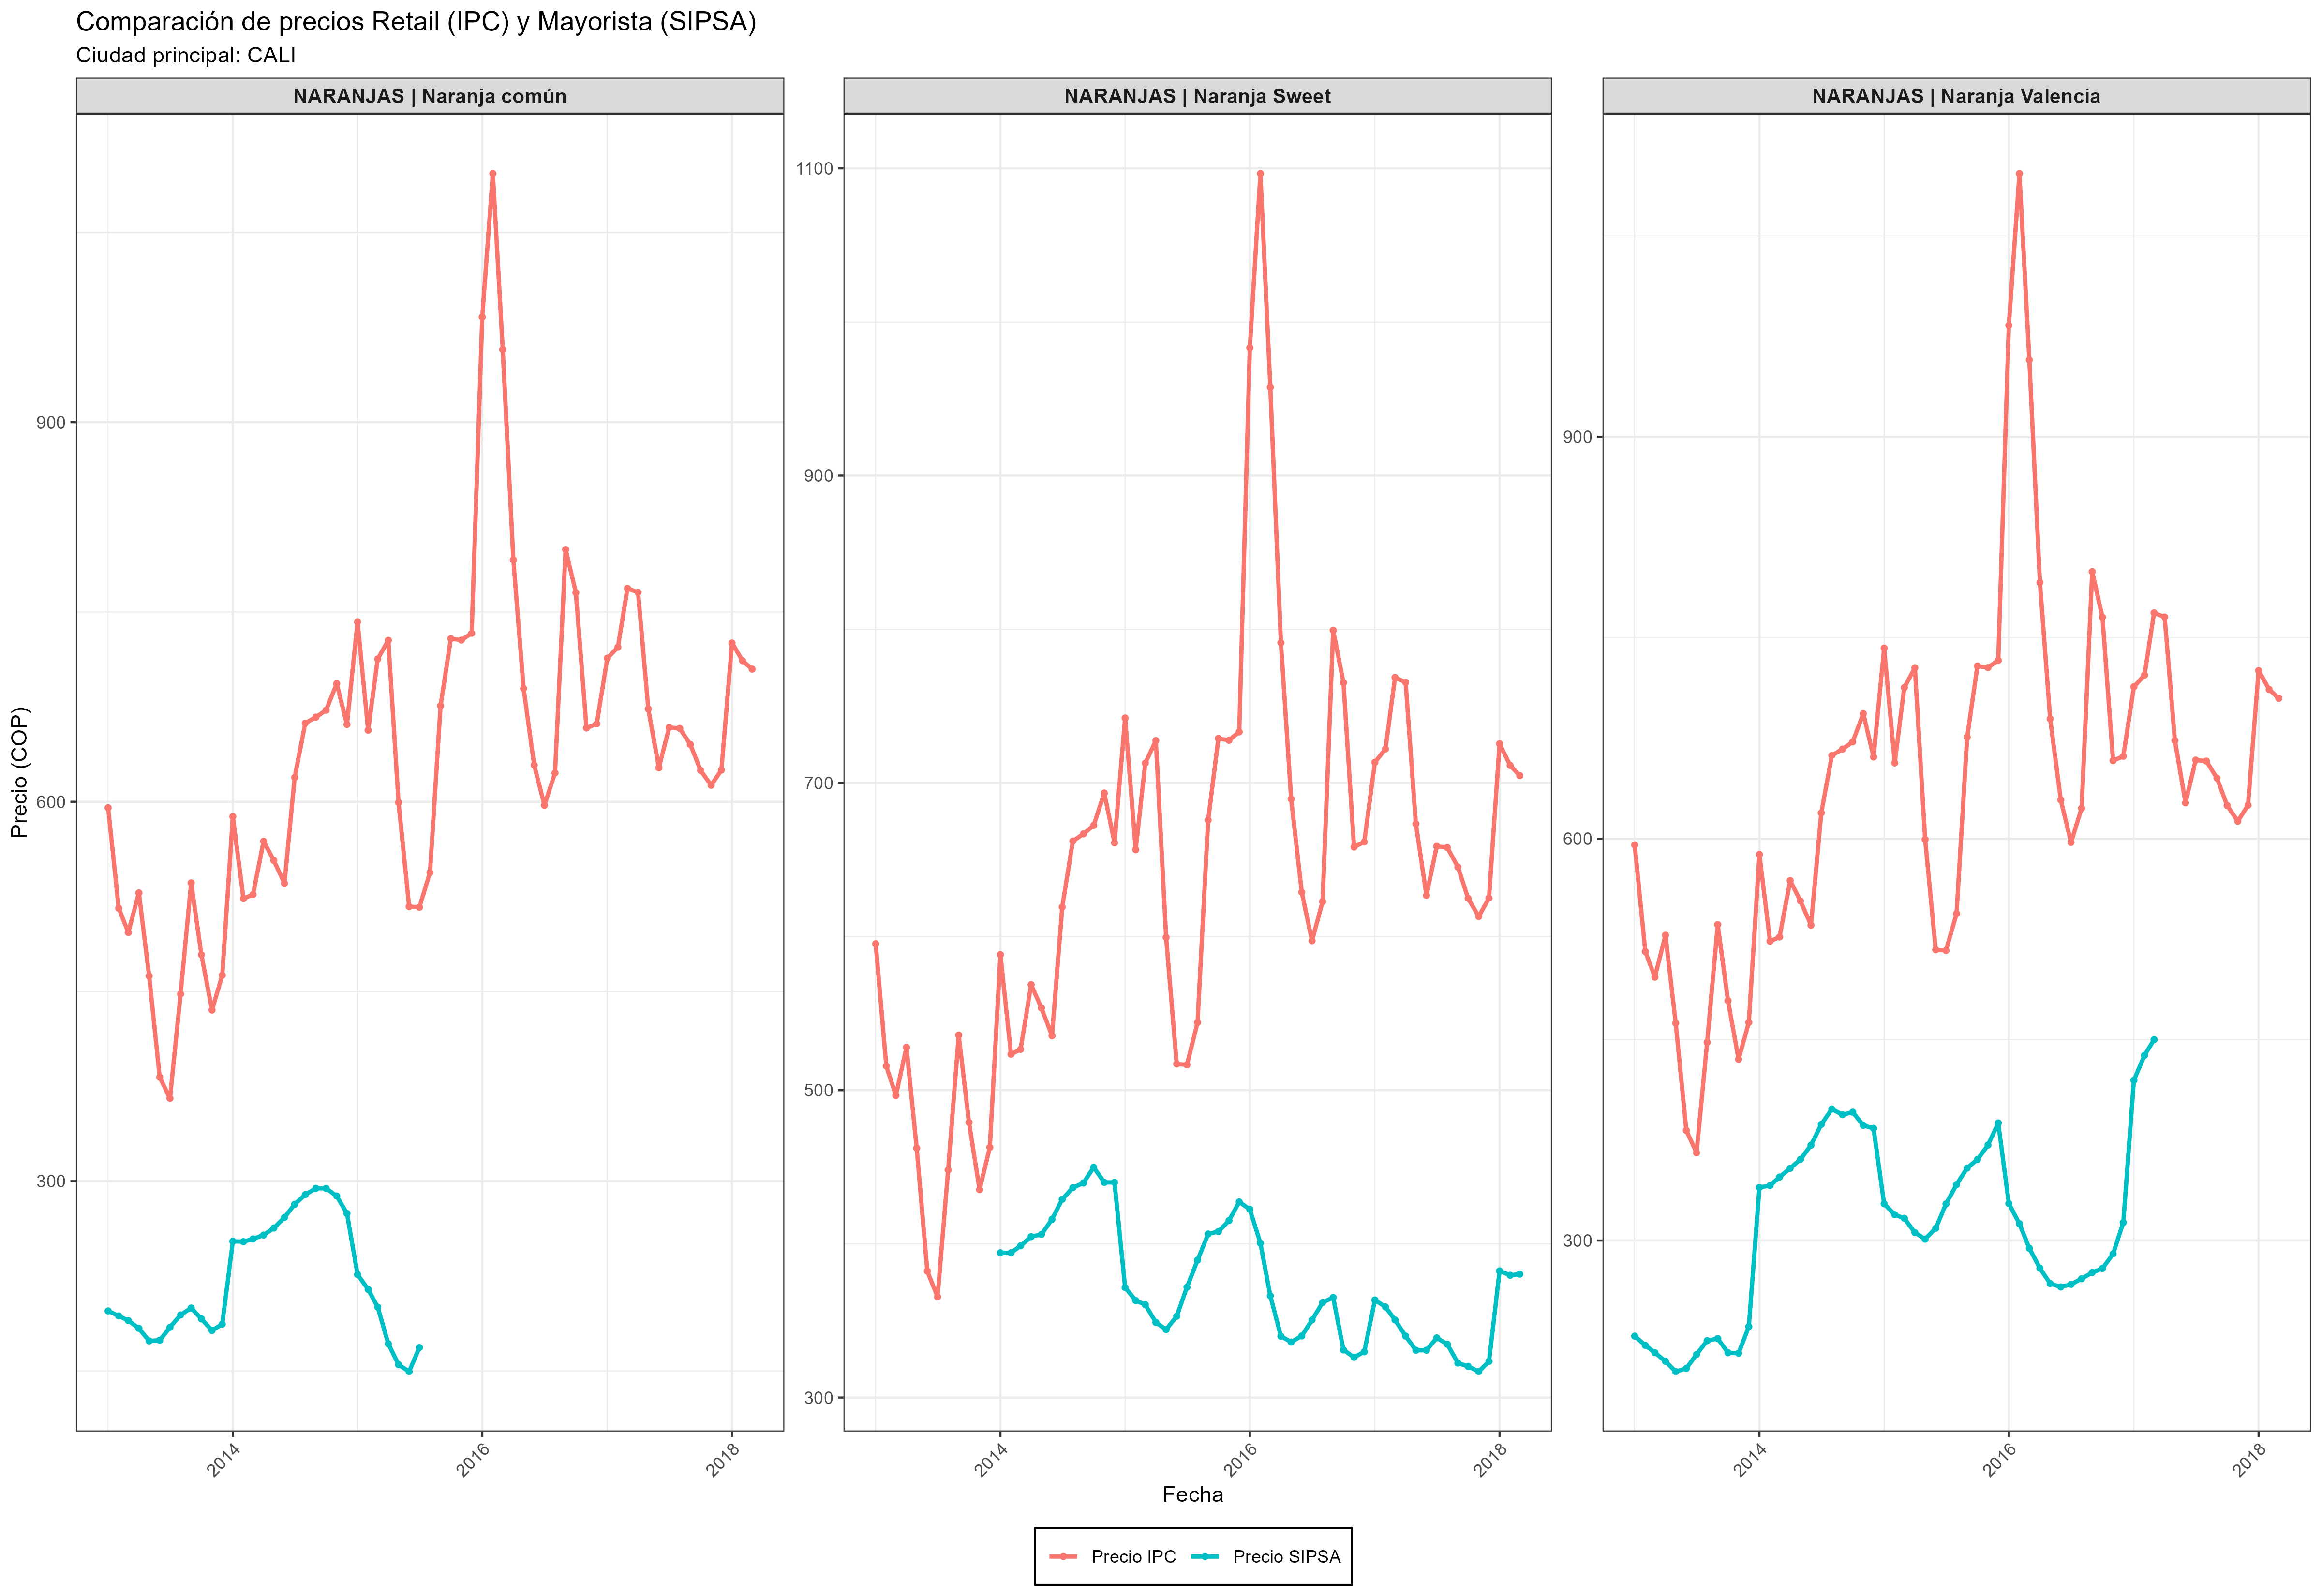 Comparación de precios Retail (IPC) y Mayorista (SIPSA)
Ciudad principal: CALI
NARANJAS | Naranja común
NARANJAS | Naranja Sweet
NARANJAS | Naranja Valencia
Precio (COP)
900
600
300
1100
900
700
500
300
900
600
300
2014
2016
2018
2014
2016
2018
2014
2016
2018
Fecha
Precio IPC
Precio SIPSA